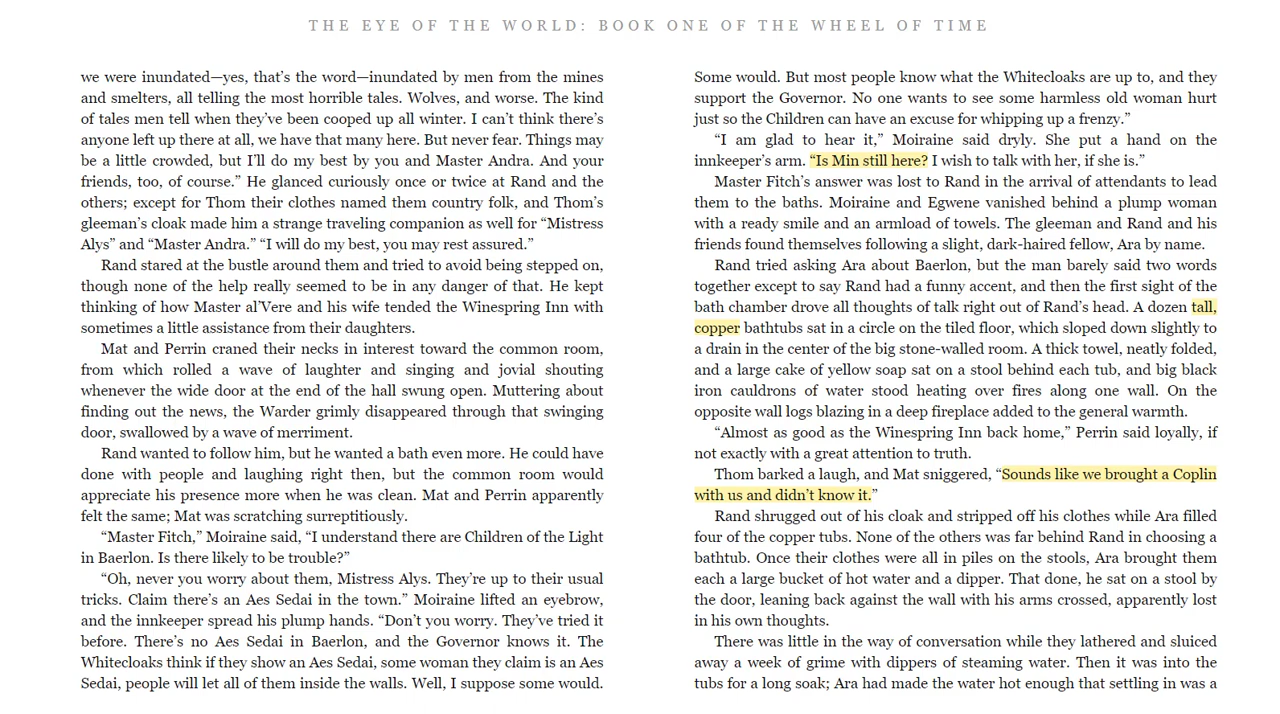 THE EYE OF THE WORLD: BOOK ONE OF THE WHEEL OF TIME
we were inundated—yes, that’s the word—inundated by men from the mines
and smelters, all telling the most horrible tales. Wolves, and worse. The kind
of tales men tell when they’ve been cooped up all winter. I can’t think there’s
anyone left up there at all, we have that many here. But never fear. Things may
be a little crowded, but I’ll do my best by you and Master Andra. And your
friends, too, of course.” He glanced curiously once or twice at Rand and the
others; except for Thom their clothes named them country folk, and Thom’s
gleeman’s cloak made him a strange traveling companion as well for “Mistress
Alys” and “Master Andra.” “I will do my best, you may rest assured.”
Rand stared at the bustle around them and tried to avoid being stepped on,
though none of the help really seemed to be in any danger of that. He kept
thinking of how Master al’Vere and his wife tended the Winespring Inn with
sometimes a little assistance from their daughters.
Mat and Perrin craned their necks in interest toward the common room,
from which rolled a wave of laughter and singing and jovial shouting
whenever the wide door at the end of the hall swung open. Muttering about
finding out the news, the Warder grimly disappeared through that swinging
door, swallowed by a wave of merriment.
Rand wanted to follow him, but he wanted a bath even more. He could have
done with people and laughing right then, but the common room would
appreciate his presence more when he was clean. Mat and Perrin apparently
felt the same; Mat was scratching surreptitiously.
“Master Fitch,” Moiraine said, “I understand there are Children of the Light
in Baerlon. Is there likely to be trouble?”
“Oh, never you worry about them, Mistress Alys. They’re up to their usual
tricks. Claim there’s an Aes Sedai in the town.” Moiraine lifted an eyebrow,
and the innkeeper spread his plump hands. “Don’t you worry. They’ve tried it
before. There’s no Aes Sedai in Baerlon, and the Governor knows it. The
Whitecloaks think if they show an Aes Sedai, some woman they claim is an Aes
Sedai, people will let all of them inside the walls. Well, I suppose some would.
Some would. But most people know what the Whitecloaks are up to, and they
support the Governor. No one wants to see some harmless old woman hurt
just so the Children can have an excuse for whipping up a frenzy.”
“I am glad to hear it,” Moiraine said dryly. She put a hand on the
innkeeper’s arm. “Is Min still here? I wish to talk with her, if she is.”
Master Fitch’s answer was lost to Rand in the arrival of attendants to lead
them to the baths. Moiraine and Egwene vanished behind a plump woman
with a ready smile and an armload of towels. The gleeman and Rand and his
friends found themselves following a slight, dark-haired fellow, Ara by name.
Rand tried asking Ara about Baerlon, but the man barely said two words
together except to say Rand had a funny accent, and then the first sight of the
bath chamber drove all thoughts of talk right out of Rand’s head. A dozen tall,
copper bathtubs sat in a circle on the tiled floor, which sloped down slightly to
a drain in the center of the big stone-walled room. A thick towel, neatly folded,
and a large cake of yellow soap sat on a stool behind each tub, and big black
iron cauldrons of water stood heating over fires along one wall. On the
opposite wall logs blazing in a deep fireplace added to the general warmth.
“Almost as good as the Winespring Inn back home,” Perrin said loyally, if
not exactly with a great attention to truth.
Thom barked a laugh, and Mat sniggered, “Sounds like we brought a Coplin
with us and didn’t know it.”
Rand shrugged out of his cloak and stripped off his clothes while Ara filled
four of the copper tubs. None of the others was far behind Rand in choosing a
bathtub. Once their clothes were all in piles on the stools, Ara brought them
each a large bucket of hot water and a dipper. That done, he sat on a stool by
the door, leaning back against the wall with his arms crossed, apparently lost
in his own thoughts.
There was little in the way of conversation while they lathered and sluiced
away a week of grime with dippers of steaming water. Then it was into the
tubs for a long soak; Ara had made the water hot enough that settling in was a